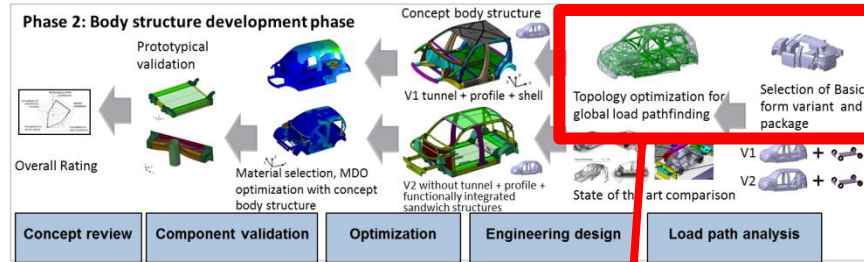 Phase 2: Body structure development phase
Concept body structure
Prototypical
validation
V1 tunnel + profile + shell
Topology optimization for
global load pathfinding
Selection of Basic
form variant and
package
Overall Rating
Material selection, MDO
optimization with concept
body structure
V2 without tunnel + profile +
functionally integrated
sandwich structures
State of the art comparison
V1
+
V2
+
Concept review
Component validation
Optimization
Engineering design
Load path analysis